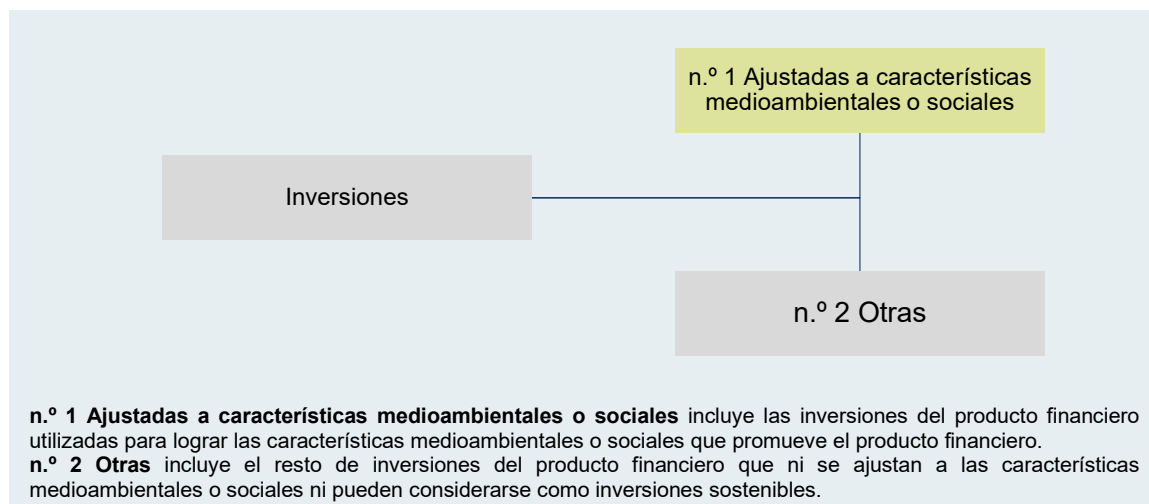 n.º 1 Ajustadas a características
medioambientales o sociales
Inversiones
n.º 2 Otras
n.º 1 Ajustadas a características medioambientales o sociales incluye las inversiones del producto financiero
utilizadas para lograr las características medioambientales o sociales que promueve el producto financiero.
n.º 2 Otras incluye el resto de inversiones del producto financiero que ni se ajustan a las características
medioambientales o sociales ni pueden considerarse como inversiones sostenibles.